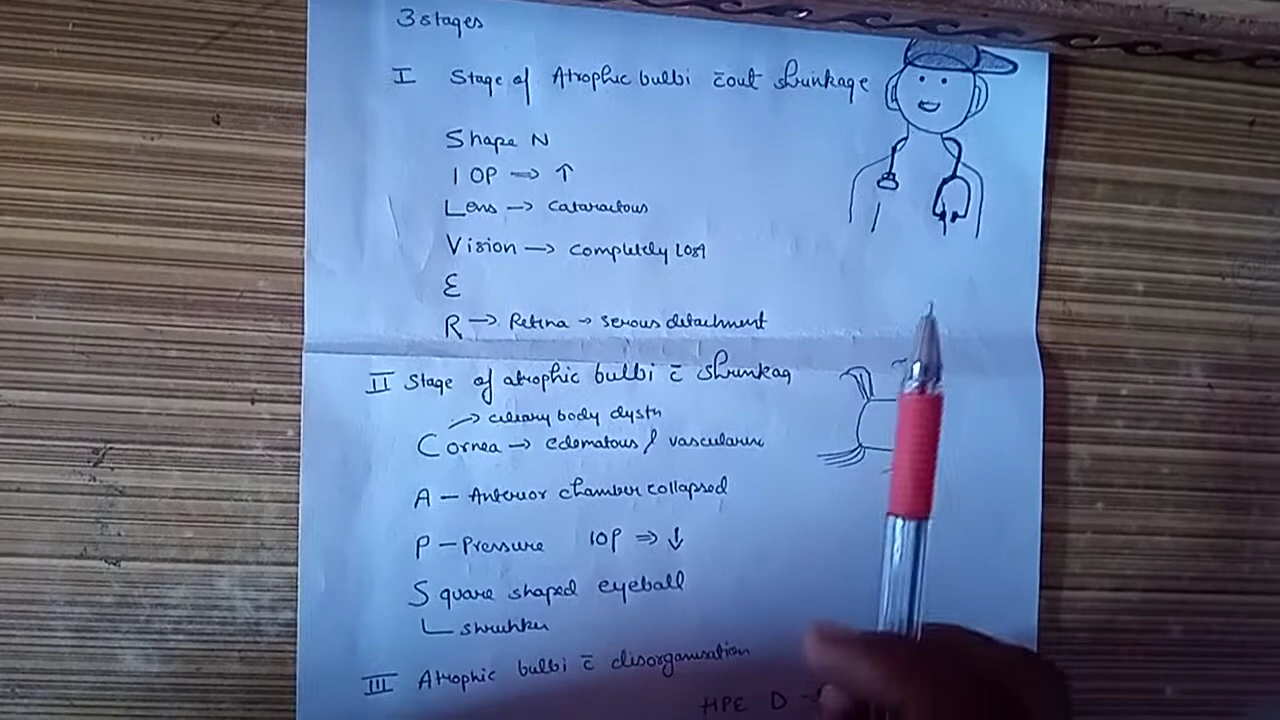 3 stages
I Stage of Atrophic bulbi c̄out shrinkage
Shape N
IOP ⇒ ↑
Lens → cataractous
Vision → completely lost
E
R → Retina → serous detachment
II Stage of atrophic bulbi c̄ shrinkag
→ ciliary body dystr
Cornea → edematous & vascularise
A - Anterior chamber collapsed
P - Pressure IOP ⇒ ↓
Square shaped eyeball
shrunken
III Atrophic bulbi c̄ disorganisation
HPE D